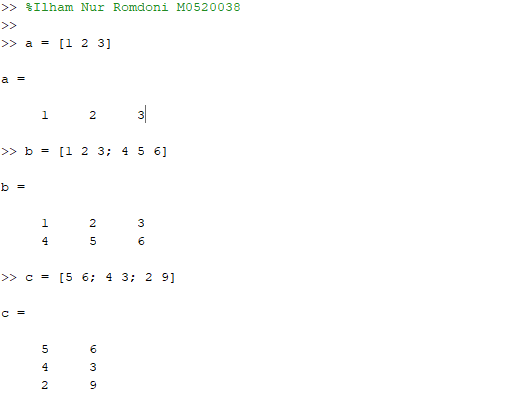 >> %Ilham Nur Romdoni M0520038
>>
>> a = [1 2 3]
a =
1 2 3
>> b = [1 2 3; 4 5 6]
b =
1 2 3
4 5 6
>> c = [5 6; 4 3; 2 9]
c =
5 6
4 3
2 9